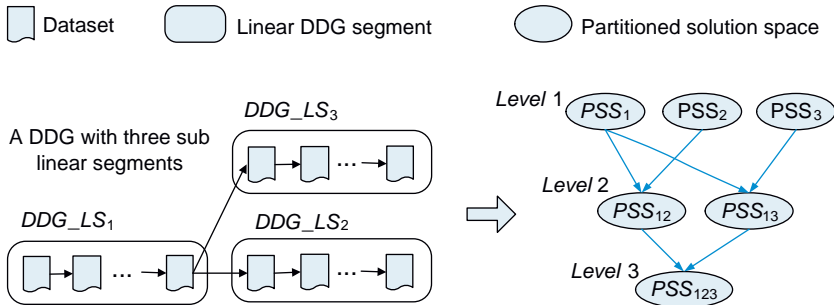 Dataset
Linear DDG segment
Partitioned solution space
A DDG with three sub
linear segments
DDG_LS3
...
DDG_LS1
...
DDG_LS2
...
Level 1
PSS1
PSS2
PSS3
Level 2
PSS12
PSS13
Level 3
PSS123